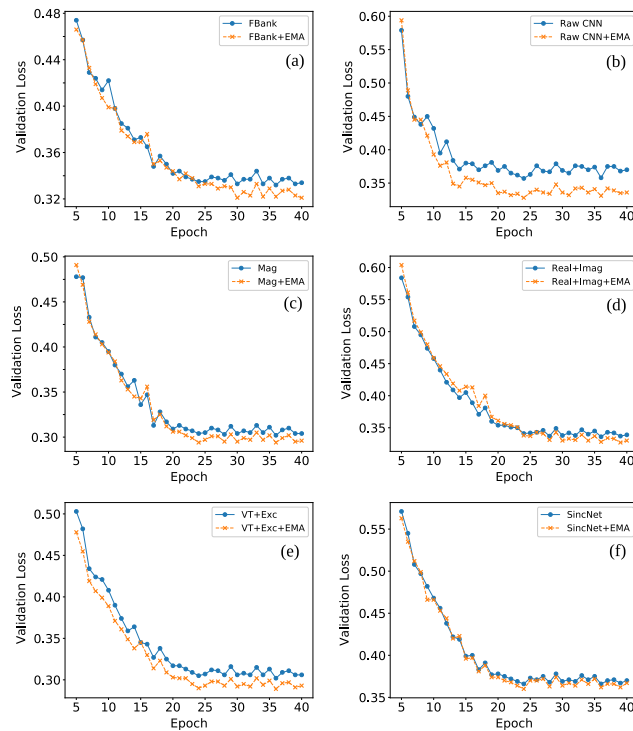 FBank
FBank+EMA
(a)
Validation Loss
0.48
0.44
0.40
0.36
0.32
5 10 15 20 25 30 35 40
Epoch
Raw CNN
Raw CNN+EMA
(b)
Validation Loss
0.60
0.55
0.50
0.45
0.40
0.35
5 10 15 20 25 30 35 40
Epoch
Mag
Mag+EMA
(c)
Validation Loss
0.50
0.45
0.40
0.35
0.30
5 10 15 20 25 30 35 40
Epoch
Real+Imag
Real+Imag+EMA
(d)
Validation Loss
0.60
0.55
0.50
0.45
0.40
0.35
5 10 15 20 25 30 35 40
Epoch
VT+Exc
VT+Exc+EMA
(e)
Validation Loss
0.50
0.45
0.40
0.35
0.30
5 10 15 20 25 30 35 40
Epoch
SincNet
SincNet+EMA
(f)
Validation Loss
0.55
0.50
0.45
0.40
0.35
5 10 15 20 25 30 35 40
Epoch